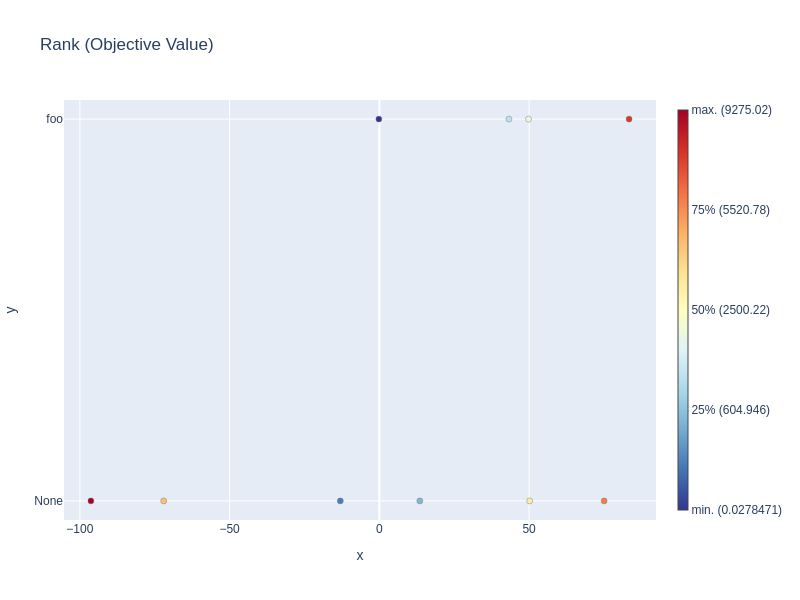 Rank (Objective Value)
foo
None
y
−100
−50
0
50
x
max. (9275.02)
75% (5520.78)
50% (2500.22)
25% (604.946)
min. (0.0278471)